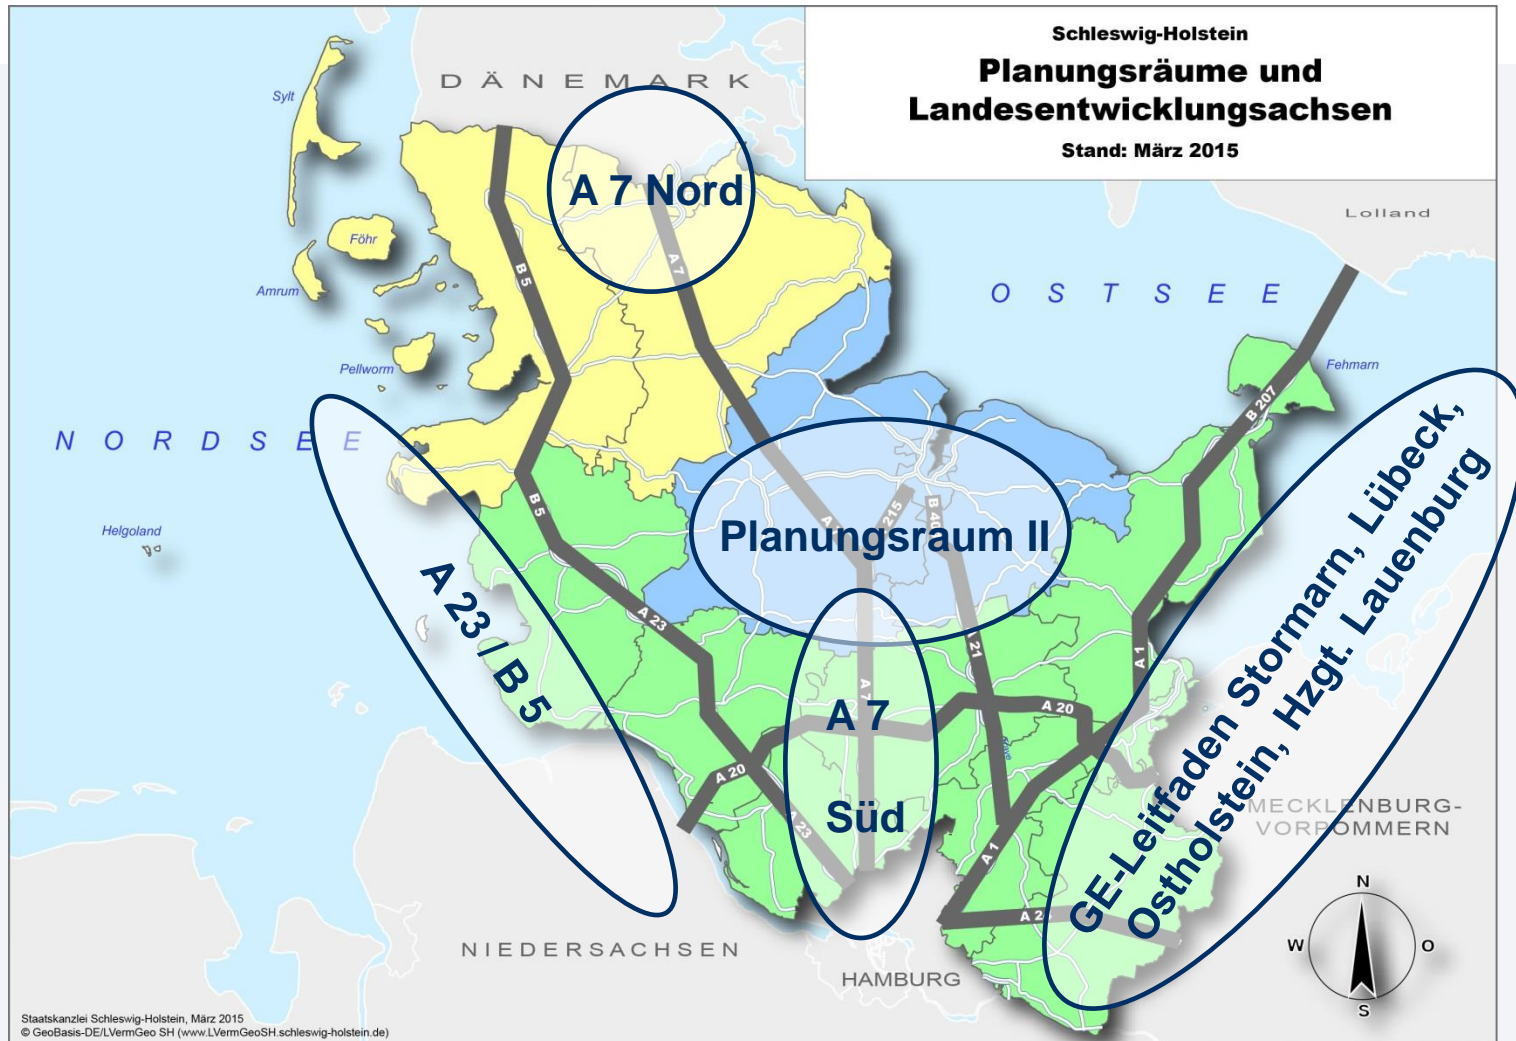 Schleswig-Holstein
Planungsräume und
Landesentwicklungsachsen
Stand: März 2015
DÄNEMARK
Sylt
A 7 Nord
Lolland
Föhr
A 7
B 5
Amrum
OSTSEE
Pellworm
Fehmarn
B 207
NORDSEE
B 5
215
Helgoland
Planungsraum II
A 23 / B 5
A 23
A 7
21
A 1
A 7
Süd
A 20
A 20
A 23
A 1
GE-Leitfaden Stormarn, Lübeck,
Ostholstein, Hzgt. Lauenburg
MECKLENBURG-
VORPOMMERN
N
W
O
S
NIEDERSACHSEN
HAMBURG
Staatskanzlei Schleswig-Holstein, März 2015
© GeoBasis-DE/LVermGeo SH (www.LVermGeoSH.schleswig-holstein.de)